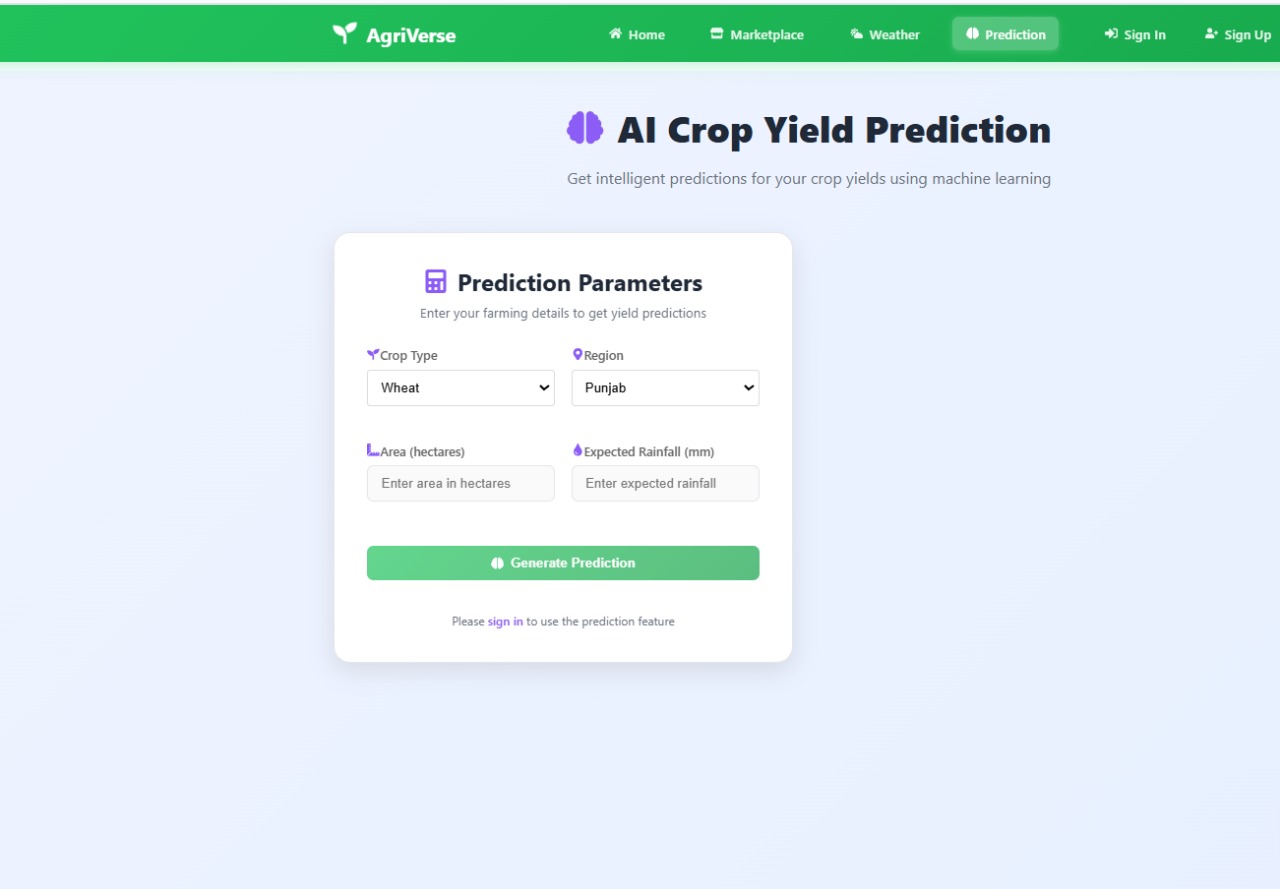 AgriVerse Home Marketplace Weather Prediction Sign In Sign Up
AI Crop Yield Prediction
Get intelligent predictions for your crop yields using machine learning
Prediction Parameters
Enter your farming details to get yield predictions
Crop Type Region
Wheat Punjab
Area (hectares) Expected Rainfall (mm)
Enter area in hectares Enter expected rainfall
Generate Prediction
Please sign in to use the prediction feature